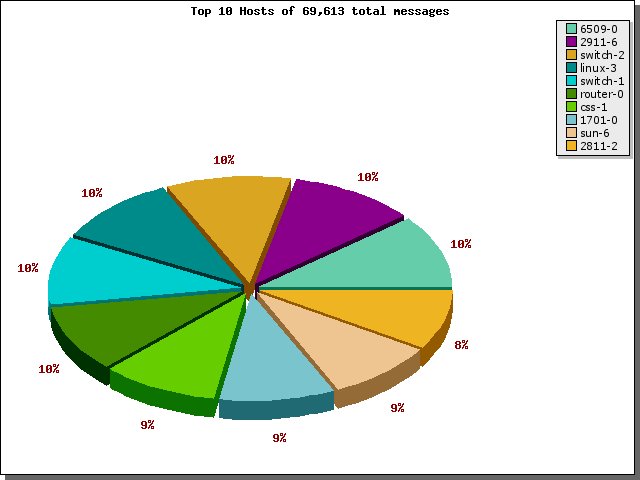 Top 10 Hosts of 69,613 total messages
6509-0
2911-6
switch-2
linux-3
switch-1
router-0
css-1
1701-0
sun-6
2811-2
10%
10%
10%
10%
10%
10%
8%
9%
9%
9%